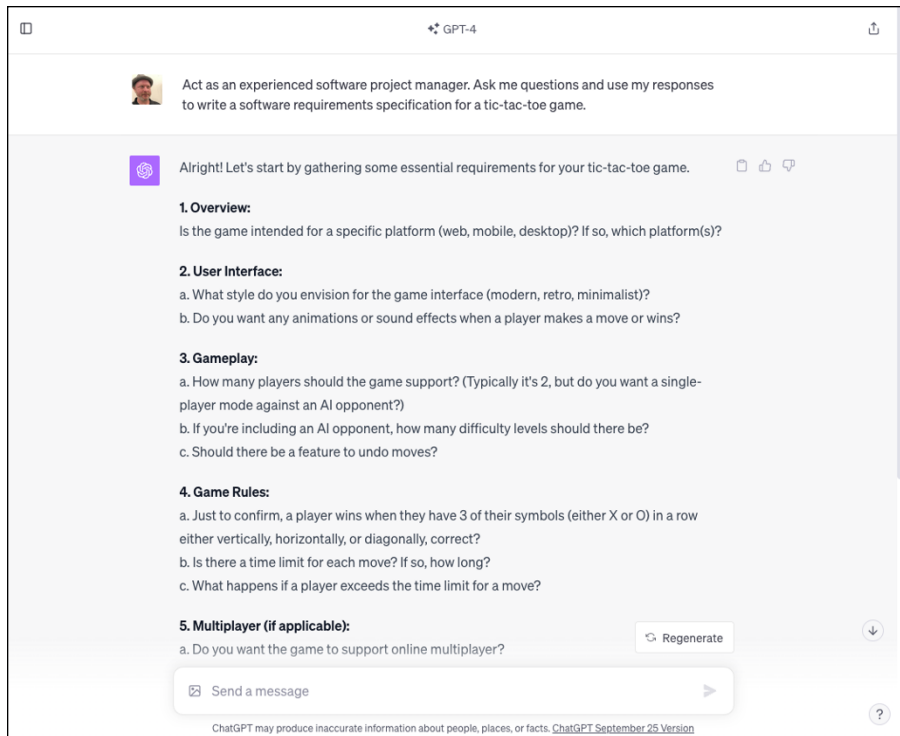 GPT-4
Act as an experienced software project manager. Ask me questions and use my responses
to write a software requirements specification for a tic-tac-toe game.
Alright! Let's start by gathering some essential requirements for your tic-tac-toe game.
1. Overview:
Is the game intended for a specific platform (web, mobile, desktop)? If so, which platform(s)?
2. User Interface:
a. What style do you envision for the game interface (modern, retro, minimalist)?
b. Do you want any animations or sound effects when a player makes a move or wins?
3. Gameplay:
a. How many players should the game support? (Typically it's 2, but do you want a single-
player mode against an AI opponent?)
b. If you're including an AI opponent, how many difficulty levels should there be?
c. Should there be a feature to undo moves?
4. Game Rules:
a. Just to confirm, a player wins when they have 3 of their symbols (either X or O) in a row
either vertically, horizontally, or diagonally, correct?
b. Is there a time limit for each move? If so, how long?
c. What happens if a player exceeds the time limit for a move?
5. Multiplayer (if applicable):
a. Do you want the game to support online multiplayer?
Regenerate
Send a message
ChatGPT may produce inaccurate information about people, places, or facts. ChatGPT September 25 Version
?